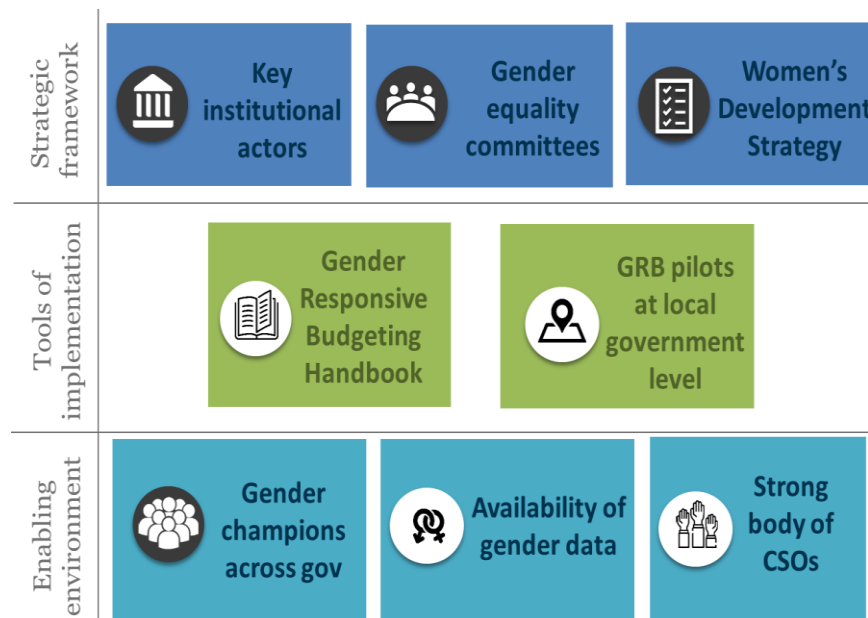 Strategic
framework
Key
institutional
actors
Gender
equality
committees
Women's
Development
Strategy
Tools of
implementation
Gender
Responsive
Budgeting
Handbook
GRB pilots
at local
government
level
Enabling
environment
Gender
champions
across gov
Availability of
gender data
Strong
body of
CSOs